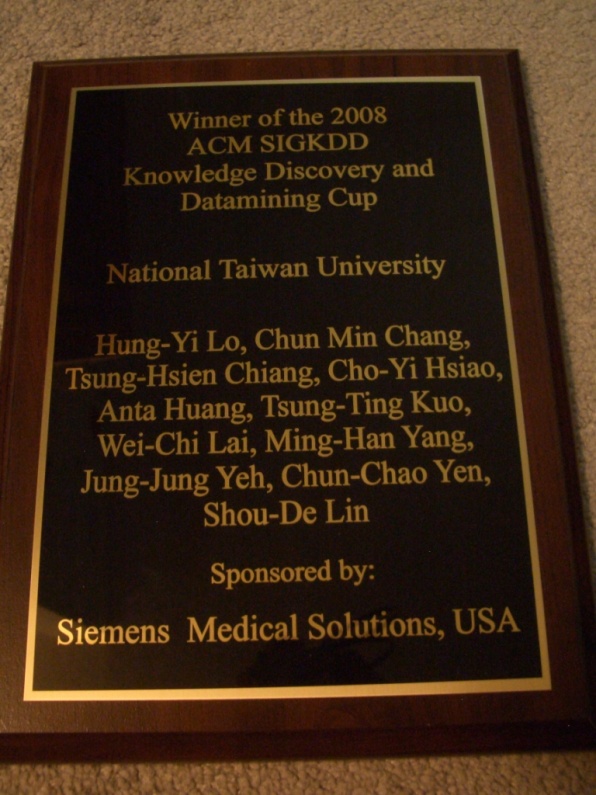 Winner of the 2008
ACM SIGKDD
Knowledge Discovery and
Datamining Cup
National Taiwan University
Hung-Yi Lo, Chun Min Chang,
Tsung-Hsien Chiang, Cho-Yi Hsiao,
Anta Huang, Tsung-Ting Kuo,
Wei-Chi Lai, Ming-Han Yang,
Jung-Jung Yeh, Chun-Chao Yen,
Shou-De Lin
Sponsored by:
Siemens Medical Solutions, USA